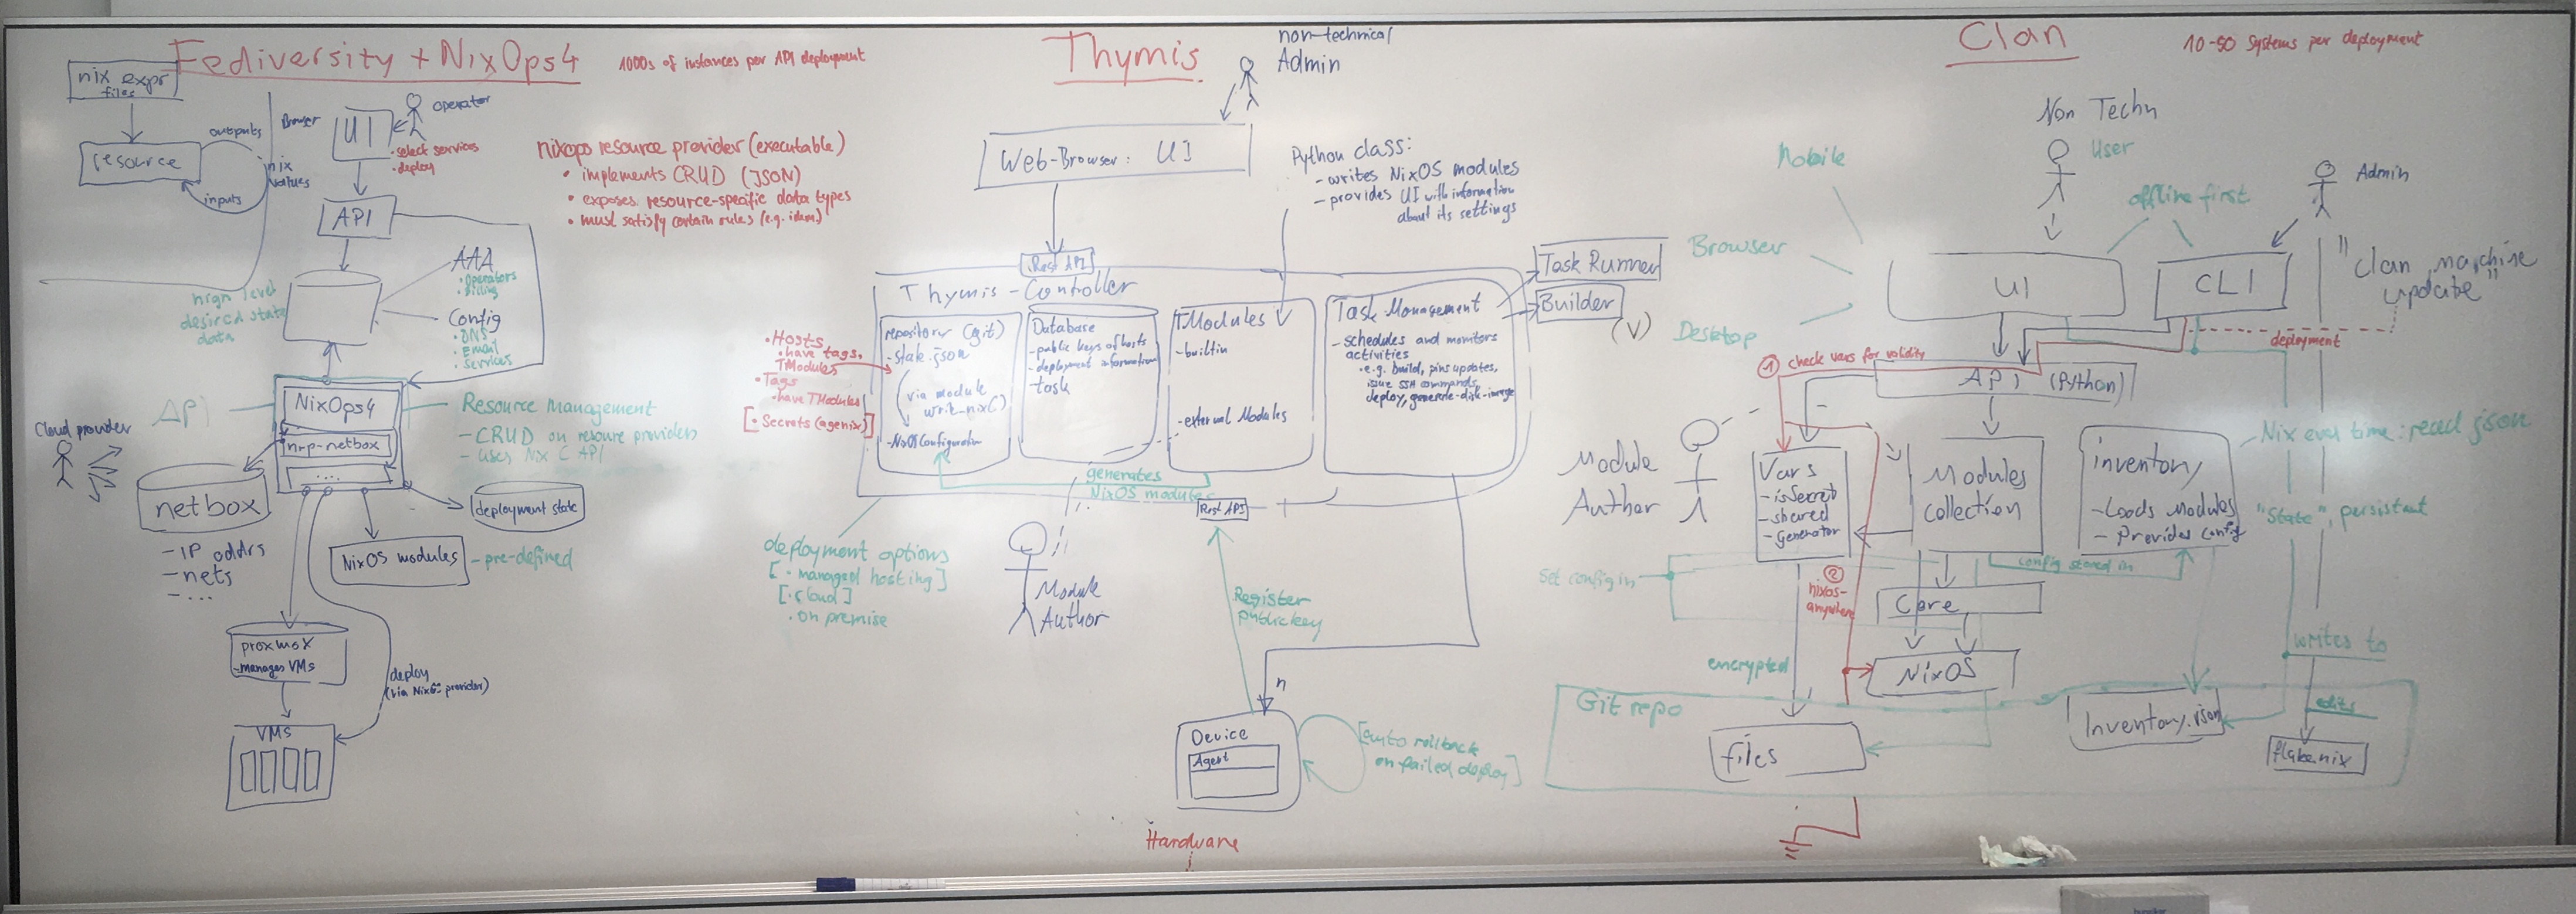 Fediversity + NixOps4
1000s of instances per API deployment
nix expr
files
resource
outputs
nix
values
inputs
Browser
UI
operator
• select services
• deploy
API
high level
desired state
data
AAA
• Operators
• Billing
Config
• DNS
• Email
• Services
nixops resource provider (executable)
• implements CRUD (JSON)
• exposes resource-specific data types
• must satisfy certain rules (e.g. idem)
API
NixOps4
nrp-netbox
...
Resource Management
- CRUD on resource providers
- uses Nix C API
Cloud provider
netbox
- IP addrs
- nets
- ...
deployment state
NixOS modules
- pre-defined
proxmox
- manages VMs
deploy
provider)
VMs
Thymis
non-technical
Admin
Web-Browser: UI
Python class:
- writes NixOS modules
- provides UI with information
about its settings
Rest API
Thymis-Controller
repository (git)
- state.json
via module
write_nix()
- NixOS Configuration
Database
- public keys of hosts
- deployment information
- task
TModules
- builtin
- external Modules
Task Management
- schedules and monitors
activities
• e.g. build, pins updates,
issue SSH commands,
deploy, generate-disk-image
Task Runner
Builder
(V)
• Hosts
• have tags,
TModules
• Tags
• have TModules
[• Secrets (agenix)]
generates
NixOS modules
Rest API
deployment options
[• managed hosting]
[• cloud]
• on premise
Module
Author
Register
public key
n
Device
Agent
[auto rollback
on failed deploy]
Hardware
Clan
10-50 Systems per deployment
Non Techn
User
Admin
Mobile
Browser
Desktop
offline first
UI
CLI
"clan machine
update"
deployment
① check vars for validity
API (Python)
Module
Author
Vars
- isSecret
- shared
- Generator
Modules
collection
inventory
- Loads Modules
- Provides config
Nix eval time: read json
"State", persistant
config stored in
Set config in
②
nixos-
anywhere
Core
NixOS
encrypted
writes to
Git repo
files
Inventory.json
edits
flake.nix